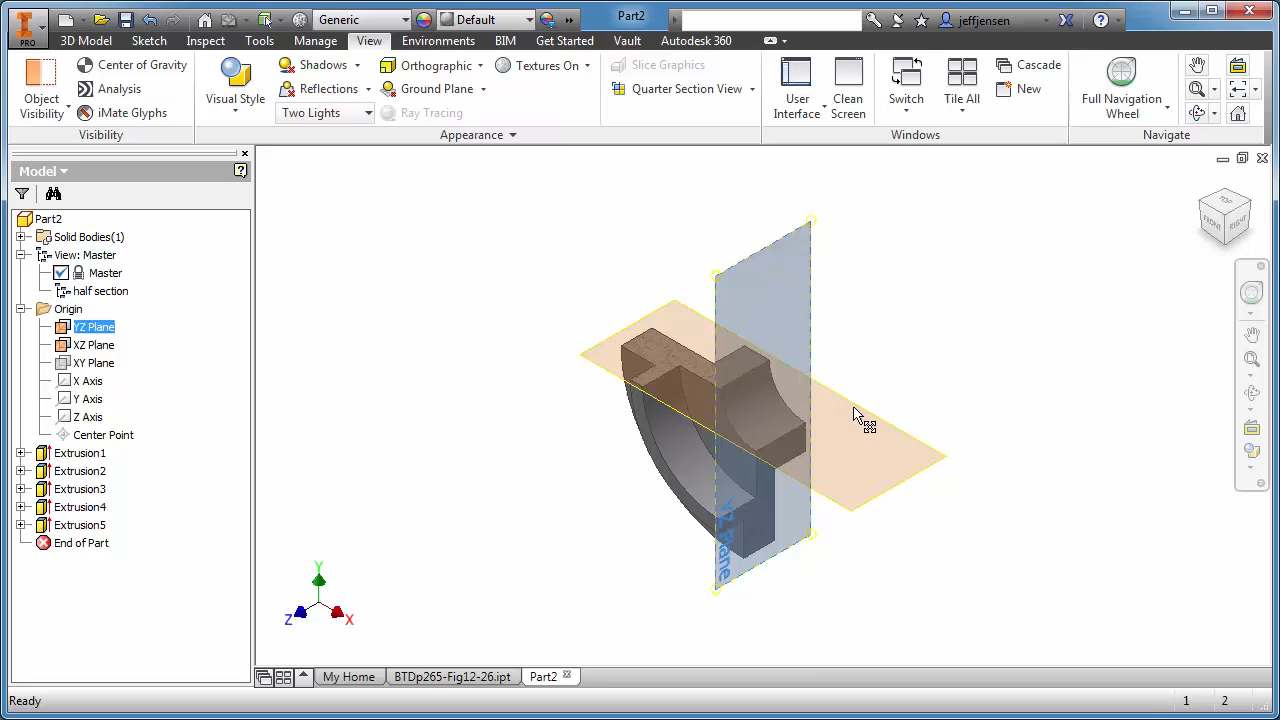 PRO
Generic
Default
Part2
jeffjensen
3D Model Sketch Inspect Tools Manage View Environments BIM Get Started Vault Autodesk 360
Object Visibility
Center of Gravity
Analysis
iMate Glyphs
Visibility
Visual Style
Shadows
Reflections
Two Lights
Orthographic
Ground Plane
Ray Tracing
Textures On
Appearance
Slice Graphics
Quarter Section View
User Interface
Clean Screen
Switch
Tile All
Cascade
New
Windows
Full Navigation Wheel
Navigate
Model
Part2
Solid Bodies(1)
View: Master
Master
half section
Origin
YZ Plane
XZ Plane
XY Plane
X Axis
Y Axis
Z Axis
Center Point
Extrusion1
Extrusion2
Extrusion3
Extrusion4
Extrusion5
End of Part
TOP
FRONT
RIGHT
YZ Plane
Y
Z
X
My Home
BTDp265-Fig12-26.ipt
Part2
Ready
1 2